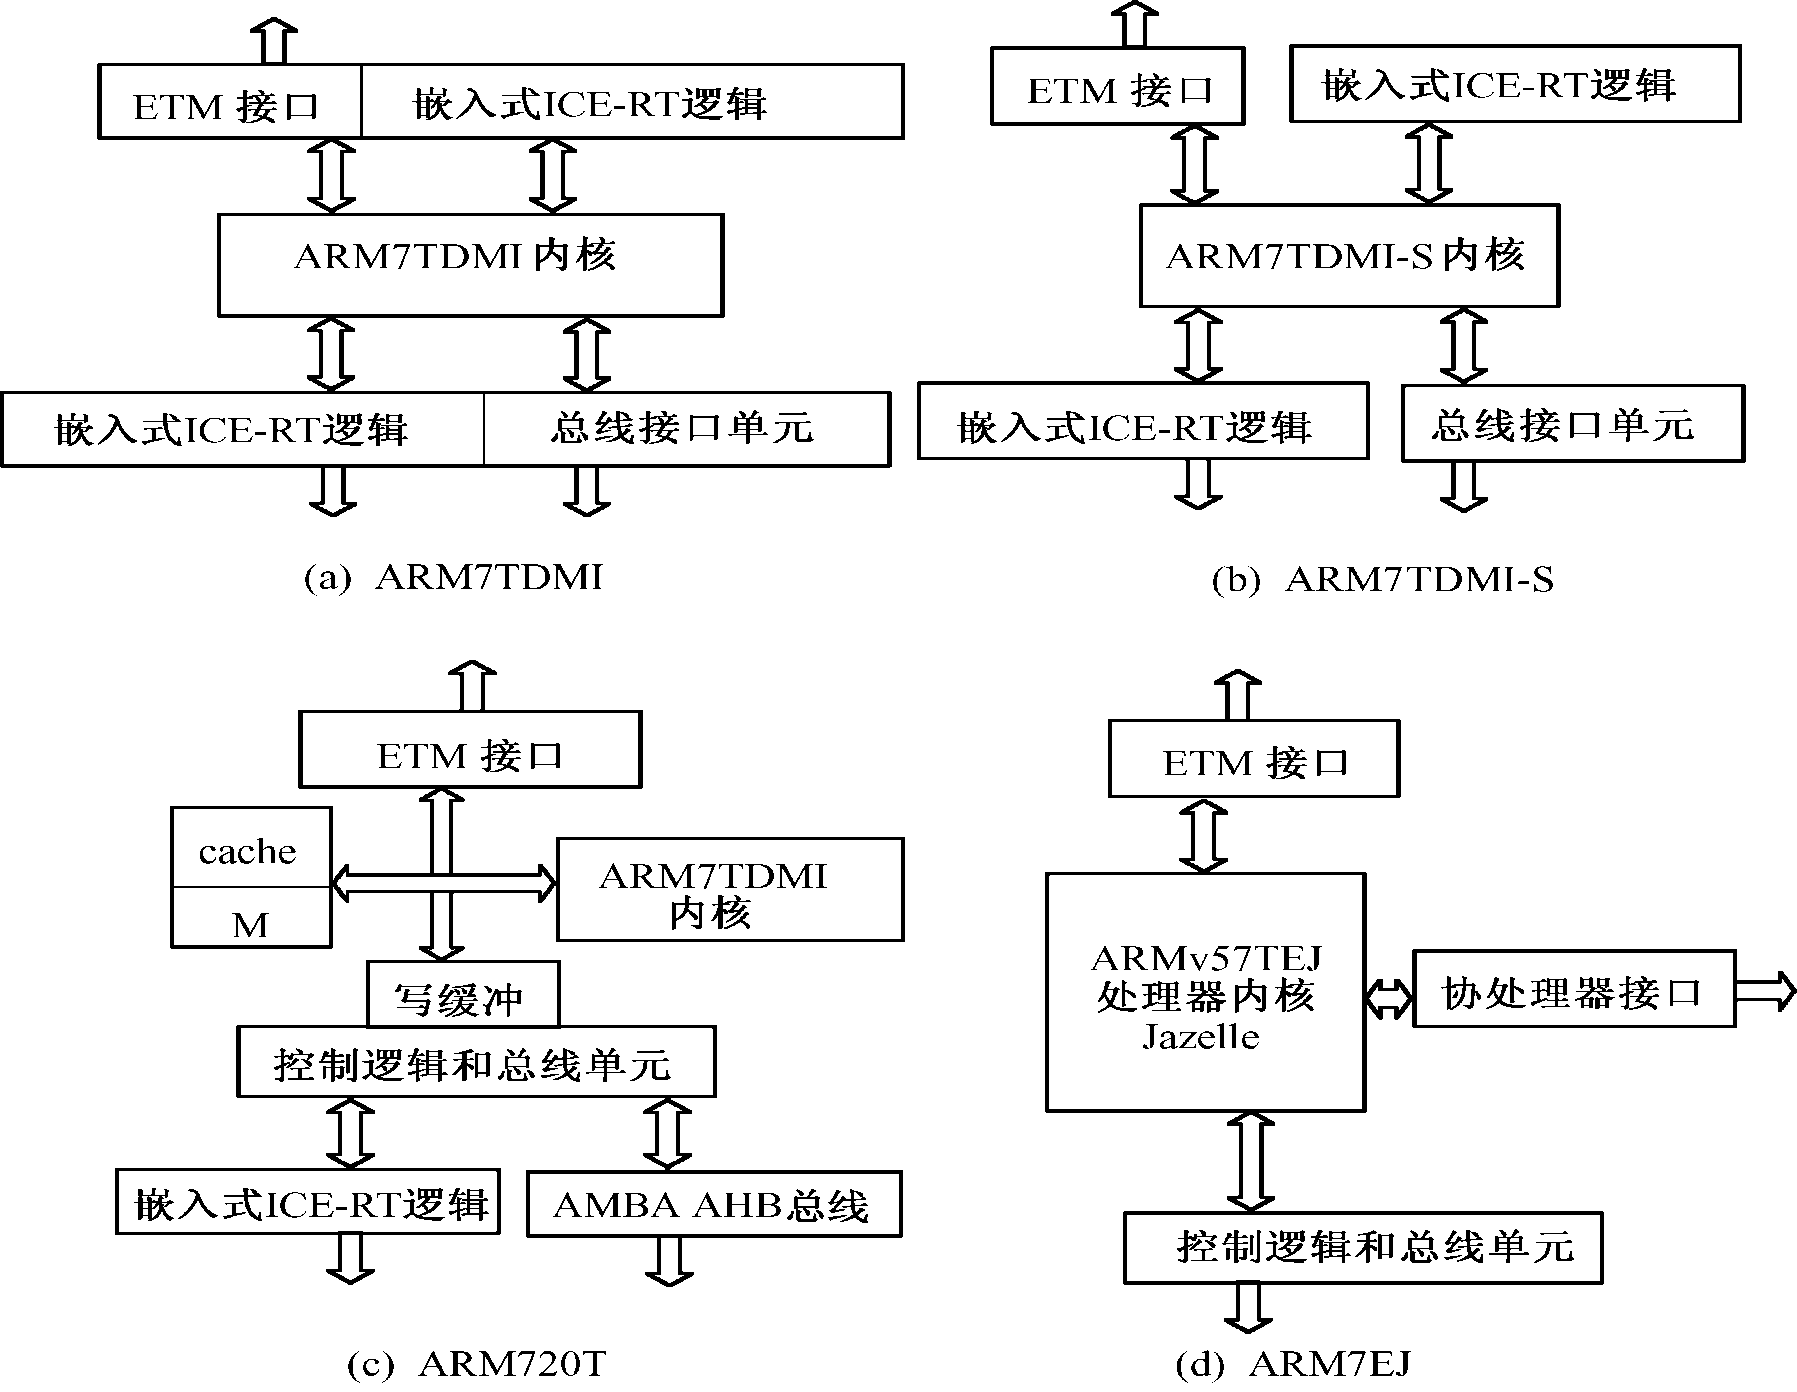 ETM 接口
嵌入式ICE-RT逻辑
ARM7TDMI 内核
嵌入式ICE-RT逻辑
总线接口单元
(a) ARM7TDMI
ETM 接口
嵌入式ICE-RT逻辑
ARM7TDMI-S 内核
嵌入式ICE-RT逻辑
总线接口单元
(b) ARM7TDMI-S
ETM 接口
cache
M
ARM7TDMI
内核
写缓冲
控制逻辑和总线单元
嵌入式ICE-RT逻辑
AMBA AHB总线
(c) ARM720T
ETM 接口
ARMv57TEJ
处理器内核
Jazelle
协处理器接口
控制逻辑和总线单元
(d) ARM7EJ